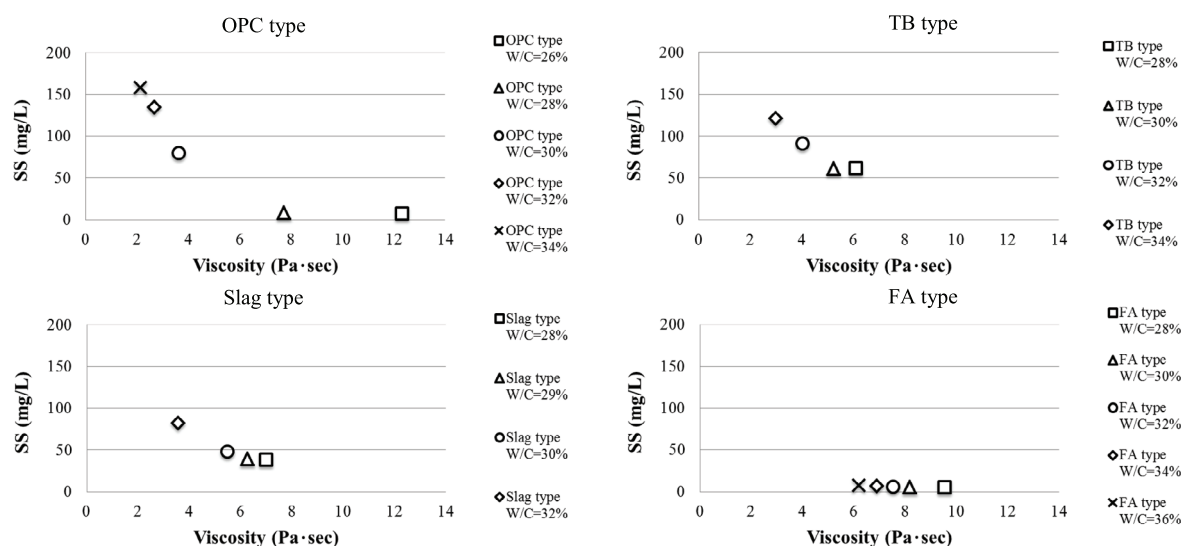 OPC type
200
150
100
50
0
SS (mg/L)
0 2 4 6 8 10 12 14
Viscosity (Pa·sec)
OPC type
W/C=26%
OPC type
W/C=28%
OPC type
W/C=30%
OPC type
W/C=32%
OPC type
W/C=34%
TB type
200
150
100
50
0
SS (mg/L)
0 2 4 6 8 10 12 14
Viscosity (Pa·sec)
TB type
W/C=28%
TB type
W/C=30%
TB type
W/C=32%
TB type
W/C=34%
Slag type
200
150
100
50
0
SS (mg/L)
0 2 4 6 8 10 12 14
Viscosity (Pa·sec)
Slag type
W/C=28%
Slag type
W/C=29%
Slag type
W/C=30%
Slag type
W/C=32%
FA type
200
150
100
50
0
SS (mg/L)
0 2 4 6 8 10 12 14
Viscosity (Pa·sec)
FA type
W/C=28%
FA type
W/C=30%
FA type
W/C=32%
FA type
W/C=34%
FA type
W/C=36%